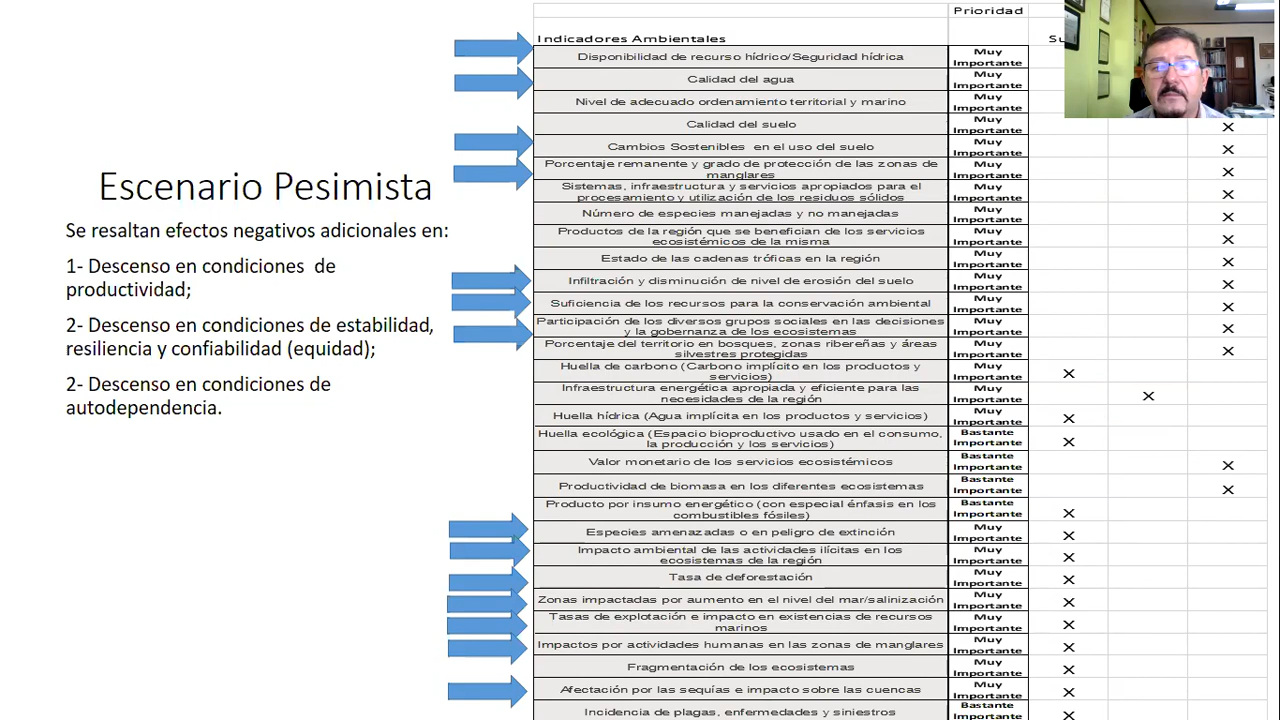 Escenario Pesimista
Se resaltan efectos negativos adicionales en:
1- Descenso en condiciones de
productividad;
2- Descenso en condiciones de estabilidad,
resiliencia y confiabilidad (equidad);
2- Descenso en condiciones de
autodependencia.
Prioridad
Indicadores Ambientales
Su
Disponibilidad de recurso hídrico/Seguridad hídrica
Muy
Importante
Calidad del agua
Muy
Importante
Nivel de adecuado ordenamiento territorial y marino
Muy
Importante
Calidad del suelo
Muy
Importante
X
Cambios Sostenibles en el uso del suelo
Muy
Importante
X
Porcentaje remanente y grado de protección de las zonas de
manglares
Muy
Importante
X
Sistemas, infraestructura y servicios apropiados para el
procesamiento y utilización de los residuos sólidos
Muy
Importante
X
Número de especies manejadas y no manejadas
Muy
Importante
X
Productos de la región que se benefician de los servicios
ecosistémicos de la misma
Muy
Importante
X
Estado de las cadenas tróficas en la región
Muy
Importante
X
Infiltración y disminución de nivel de erosión del suelo
Muy
Importante
X
Suficiencia de los recursos para la conservación ambiental
Muy
Importante
X
Participación de los diversos grupos sociales en las decisiones
y la gobernanza de los ecosistemas
Muy
Importante
X
Porcentaje del territorio en bosques, zonas ribereñas y áreas
silvestres protegidas
Muy
Importante
X
Huella de carbono (Carbono implícito en los productos y
servicios)
Muy
Importante
X
Infraestructura energética apropiada y eficiente para las
necesidades de la región
Muy
Importante
X
Huella hídrica (Agua implícita en los productos y servicios)
Muy
Importante
X
Huella ecológica (Espacio bioproductivo usado en el consumo,
la producción y los servicios)
Bastante
Importante
X
Valor monetario de los servicios ecosistémicos
Bastante
Importante
X
Productividad de biomasa en los diferentes ecosistemas
Bastante
Importante
X
Producto por insumo energético (con especial énfasis en los
combustibles fósiles)
Bastante
Importante
X
Especies amenazadas o en peligro de extinción
Muy
Importante
X
Impacto ambiental de las actividades ilícitas en los
ecosistemas de la región
Muy
Importante
X
Tasa de deforestación
Muy
Importante
X
Zonas impactadas por aumento en el nivel del mar/salinización
Muy
Importante
X
Tasas de explotación e impacto en existencias de recursos
marinos
Muy
Importante
X
Impactos por actividades humanas en las zonas de manglares
Muy
Importante
X
Fragmentación de los ecosistemas
Muy
Importante
X
Afectación por las sequías e impacto sobre las cuencas
Muy
Importante
X
Incidencia de plagas, enfermedades y siniestros
Bastante
Importante
X